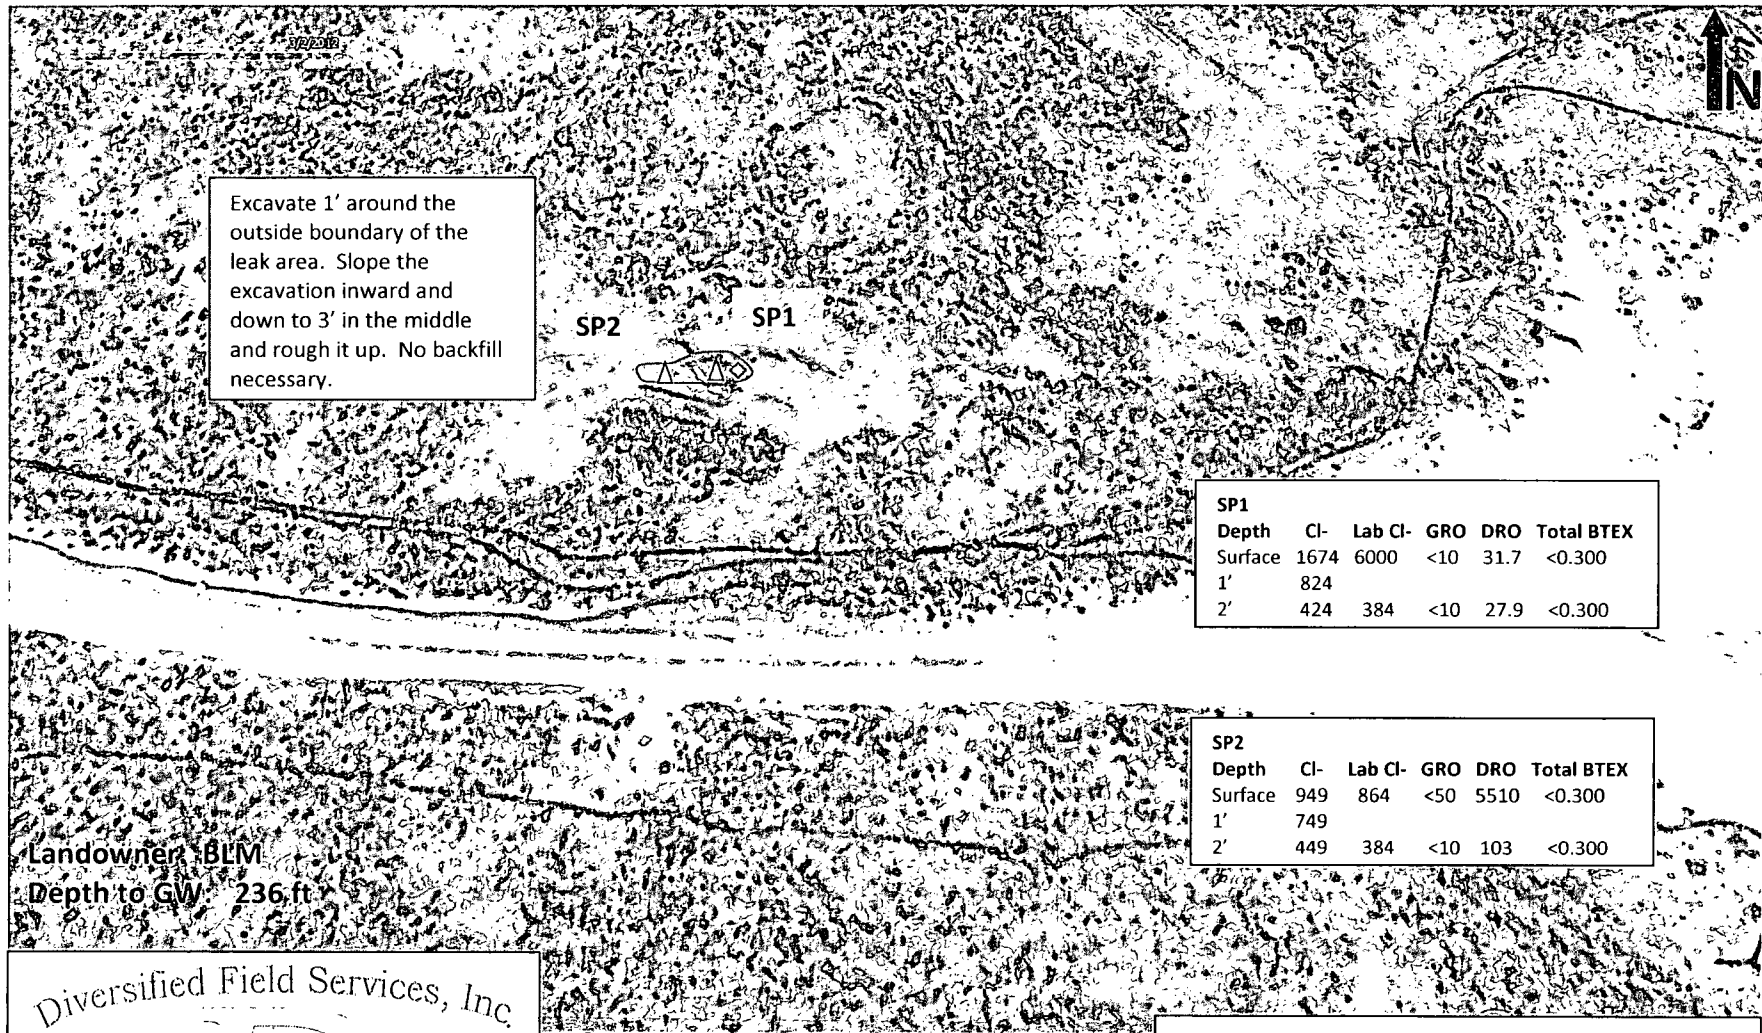 3/2/2012
N
Excavate 1' around the
outside boundary of the
leak area. Slope the
excavation inward and
down to 3' in the middle
and rough it up. No backfill
necessary.
SP2
SP1
SP1
Depth Cl- Lab Cl- GRO DRO Total BTEX
Surface 1674 6000 <10 31.7 <0.300
1' 824
2' 424 384 <10 27.9 <0.300
SP2
Depth Cl- Lab Cl- GRO DRO Total BTEX
Surface 949 864 <50 5510 <0.300
1' 749
2' 449 384 <10 103 <0.300
Landowner: BLM
Depth to GW: 236 ft
Diversified Field Services, Inc.